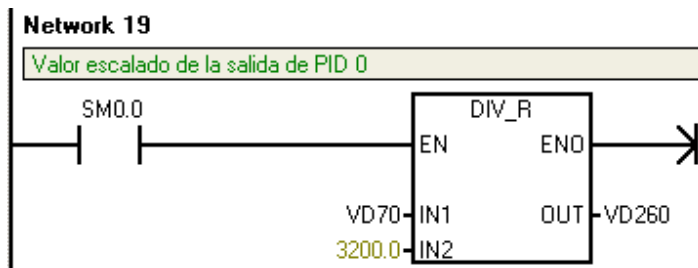 Network 19
Valor escalado de la salida de PID 0
SM0.0
DIV_R
EN ENO
VD70 IN1 OUT VD260
3200.0 IN2